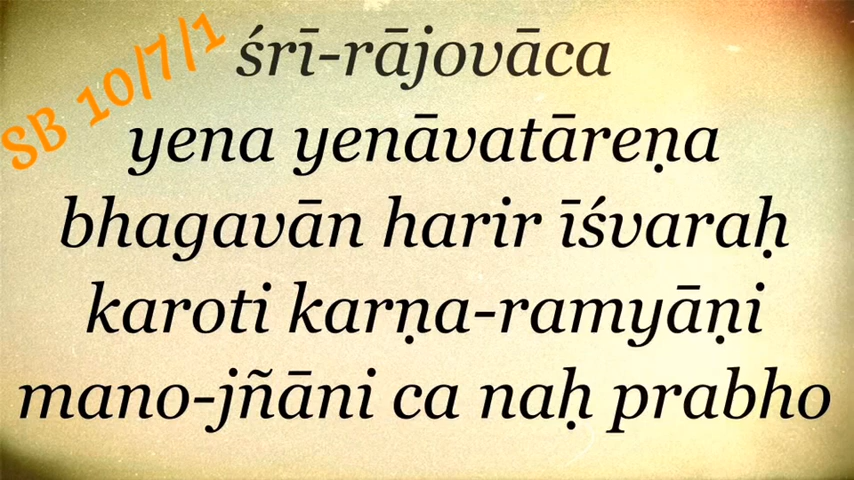 SB 10/7/1
śrī-rājovāca
yena yenāvatāreṇa
bhagavān harir īśvaraḥ
karoti karṇa-ramyāṇi
mano-jñāni ca naḥ prabho